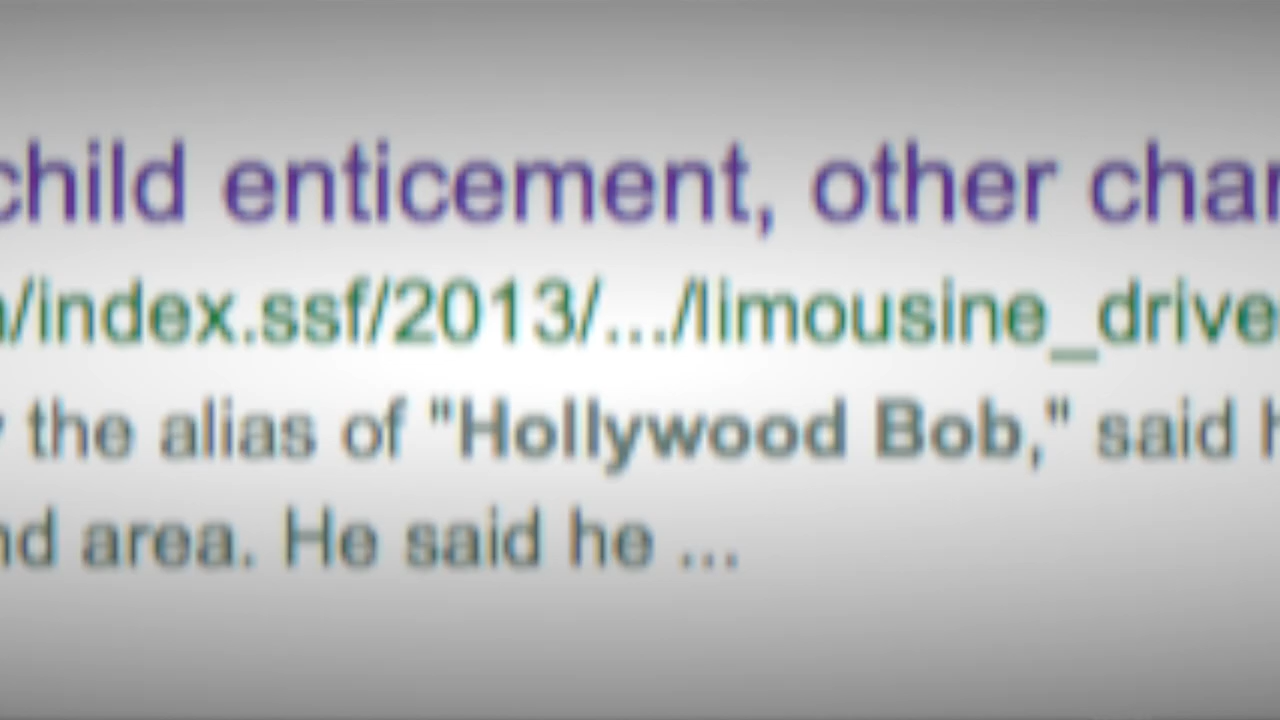 child enticement, other char
/index.ssf/2013/.../limousine_drive
the alias of "Hollywood Bob," said h
nd area. He said he ...